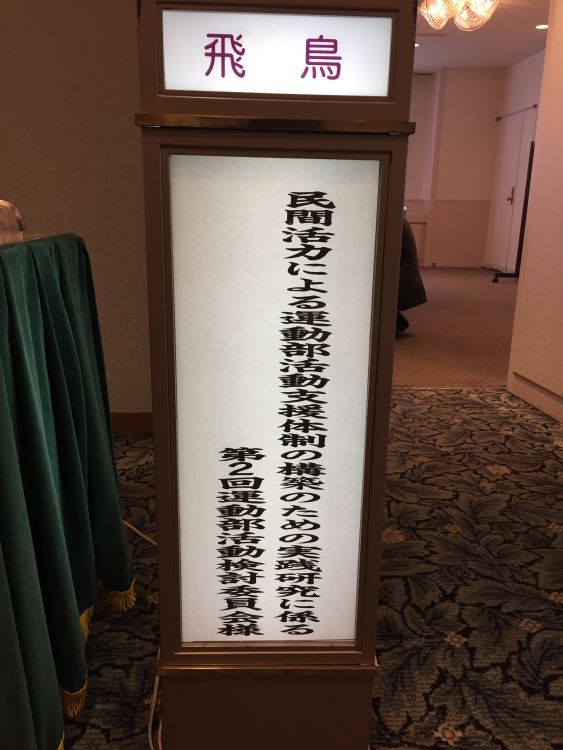 飛鳥
民間活力による運動部活動支援体制の構築のための実践研究に係る
第2回運動部活動検討委員会様